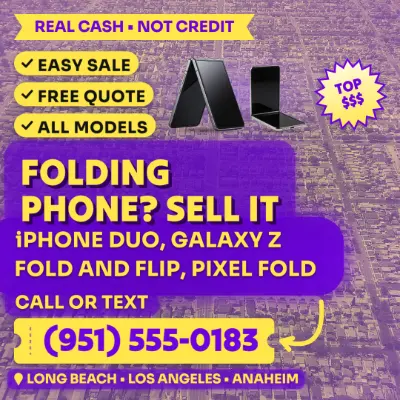 REAL CASH • NOT CREDIT
✓ EASY SALE
✓ FREE QUOTE
✓ ALL MODELS
TOP
$$$
FOLDING
PHONE? SELL IT
iPHONE DUO, GALAXY Z
FOLD AND FLIP, PIXEL FOLD
CALL OR TEXT
(951) 555-0183
LONG BEACH • LOS ANGELES • ANAHEIM